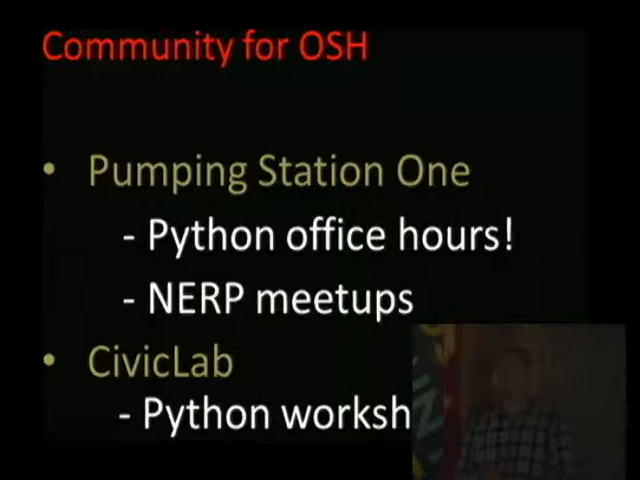 Community for OSH
• Pumping Station One
- Python office hours!
- NERP meetups
• CivicLab
- Python worksh